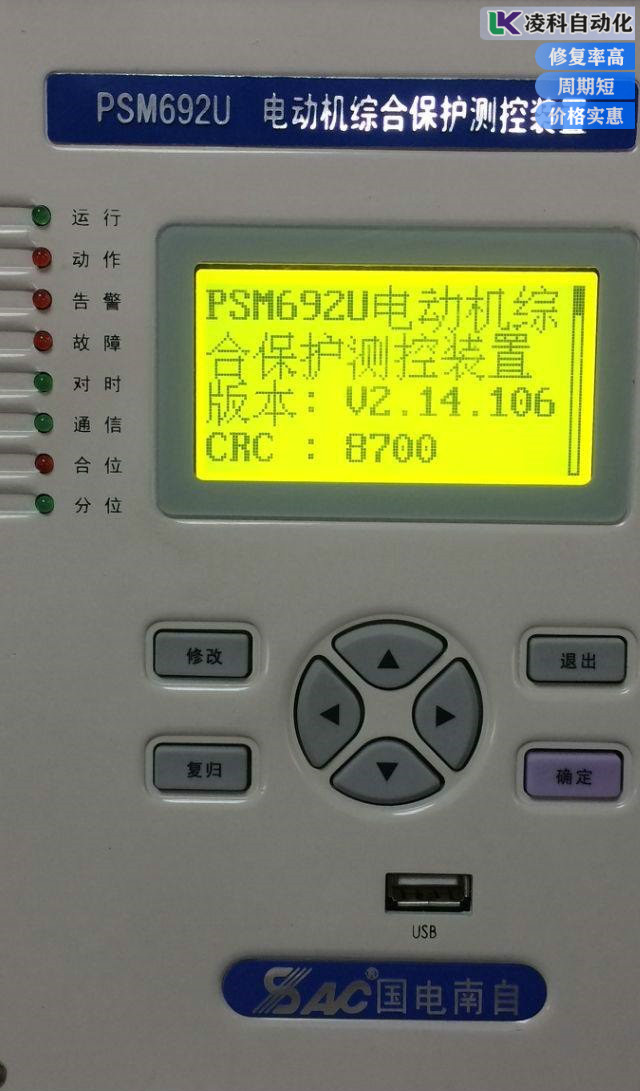 LK 凌科自动化
修复率高
周期短
价格实惠
PSM692U 电动机综合保护测控装置
运行
动作
告警
故障
对时
通信
合位
分位
PSM692U电动机综
合保护测控装置
版本: V2.14.106
CRC : 8700
修改
退出
复归
确定
USB
SAC®国电南自